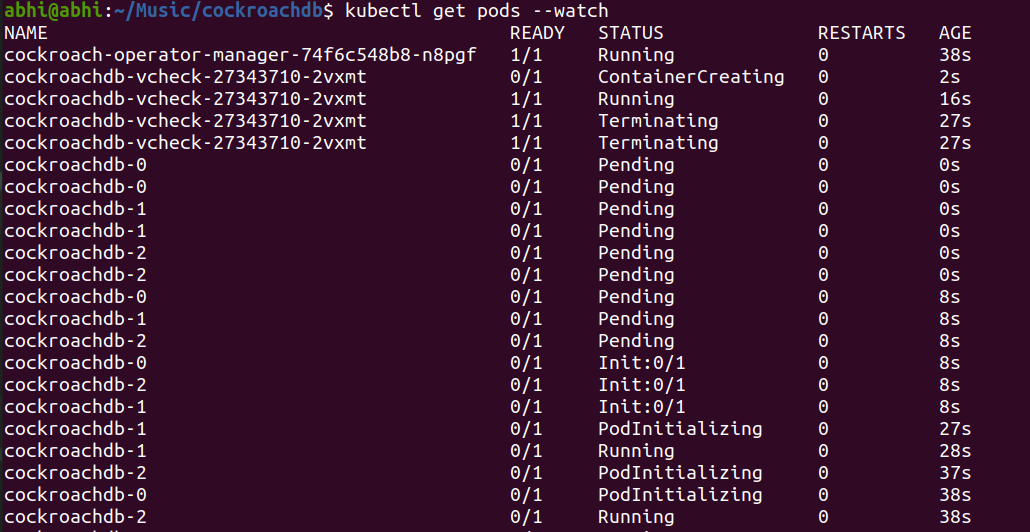 abhi@abhi:~/Music/cockroachdb$ kubectl get pods --watch
NAME READY STATUS RESTARTS AGE
cockroach-operator-manager-74f6c548b8-n8pgf 1/1 Running 0 38s
cockroachdb-vcheck-27343710-2vxmt 0/1 ContainerCreating 0 2s
cockroachdb-vcheck-27343710-2vxmt 1/1 Running 0 16s
cockroachdb-vcheck-27343710-2vxmt 1/1 Terminating 0 27s
cockroachdb-vcheck-27343710-2vxmt 1/1 Terminating 0 27s
cockroachdb-0 0/1 Pending 0 0s
cockroachdb-0 0/1 Pending 0 0s
cockroachdb-1 0/1 Pending 0 0s
cockroachdb-1 0/1 Pending 0 0s
cockroachdb-2 0/1 Pending 0 0s
cockroachdb-2 0/1 Pending 0 0s
cockroachdb-0 0/1 Pending 0 8s
cockroachdb-1 0/1 Pending 0 8s
cockroachdb-2 0/1 Pending 0 8s
cockroachdb-0 0/1 Init:0/1 0 8s
cockroachdb-2 0/1 Init:0/1 0 8s
cockroachdb-1 0/1 Init:0/1 0 8s
cockroachdb-1 0/1 PodInitializing 0 27s
cockroachdb-1 0/1 Running 0 28s
cockroachdb-2 0/1 PodInitializing 0 37s
cockroachdb-0 0/1 PodInitializing 0 38s
cockroachdb-2 0/1 Running 0 38s